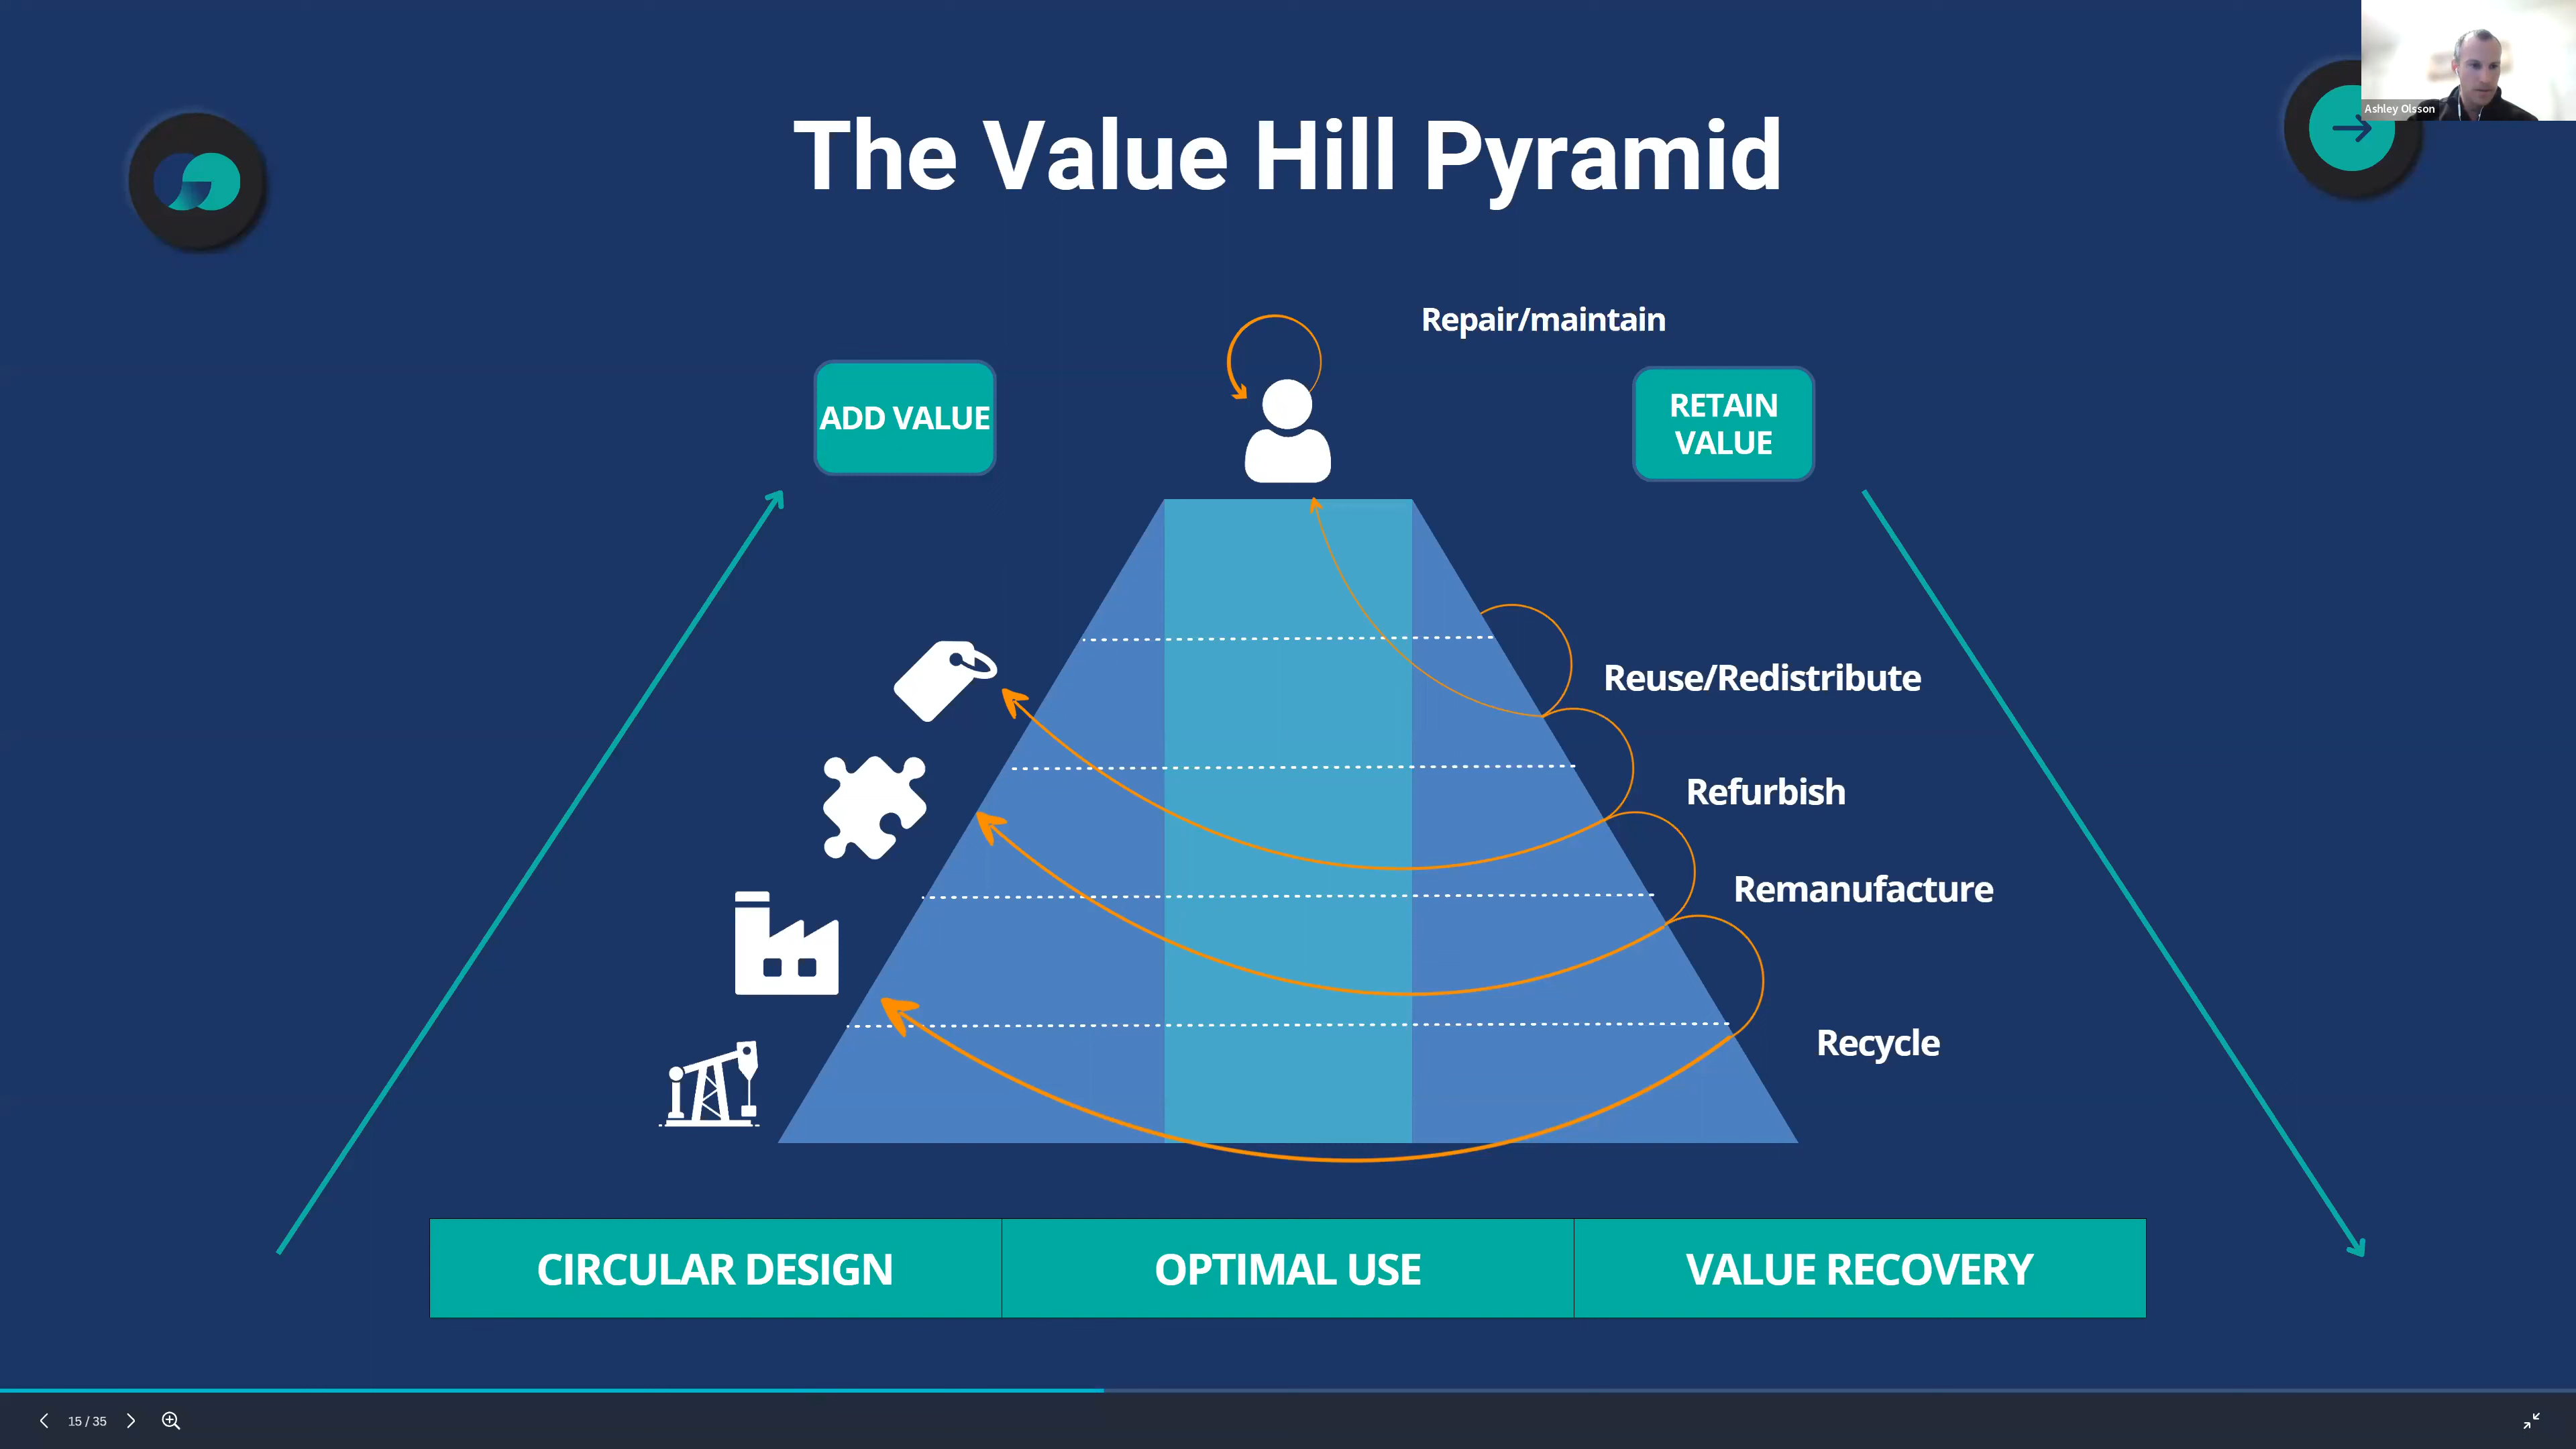 The Value Hill Pyramid
Ashley Olsson
Repair/maintain
ADD VALUE
RETAIN
VALUE
Reuse/Redistribute
Refurbish
Remanufacture
Recycle
CIRCULAR DESIGN
OPTIMAL USE
VALUE RECOVERY
15 / 35